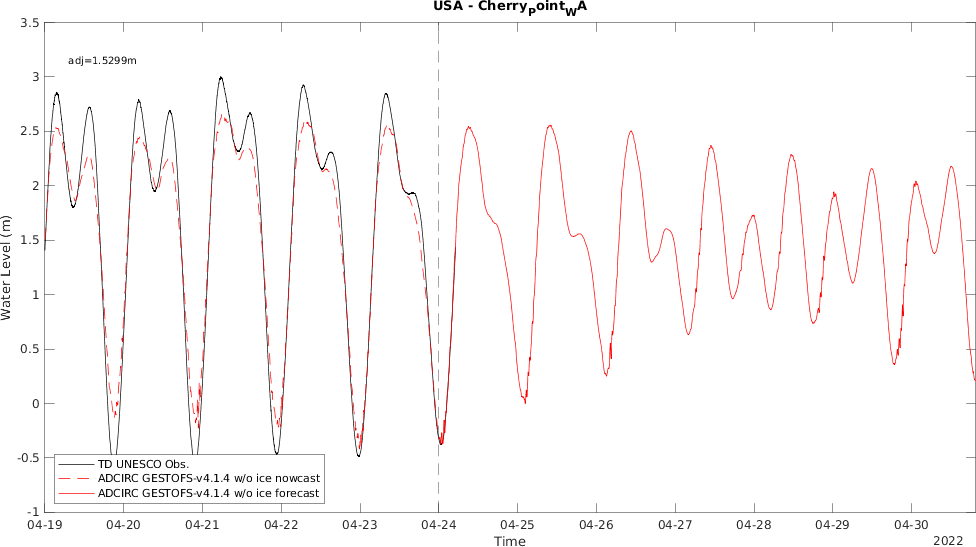 USA - CherryPointWA
adj=1.5299m
Water Level (m)
3.5
3
2.5
2
1.5
1
0.5
0
-0.5
-1
TD UNESCO Obs.
ADCIRC GESTOFS-v4.1.4 w/o ice nowcast
ADCIRC GESTOFS-v4.1.4 w/o ice forecast
04-19 04-20 04-21 04-22 04-23 04-24 04-25 04-26 04-27 04-28 04-29 04-30
Time
2022